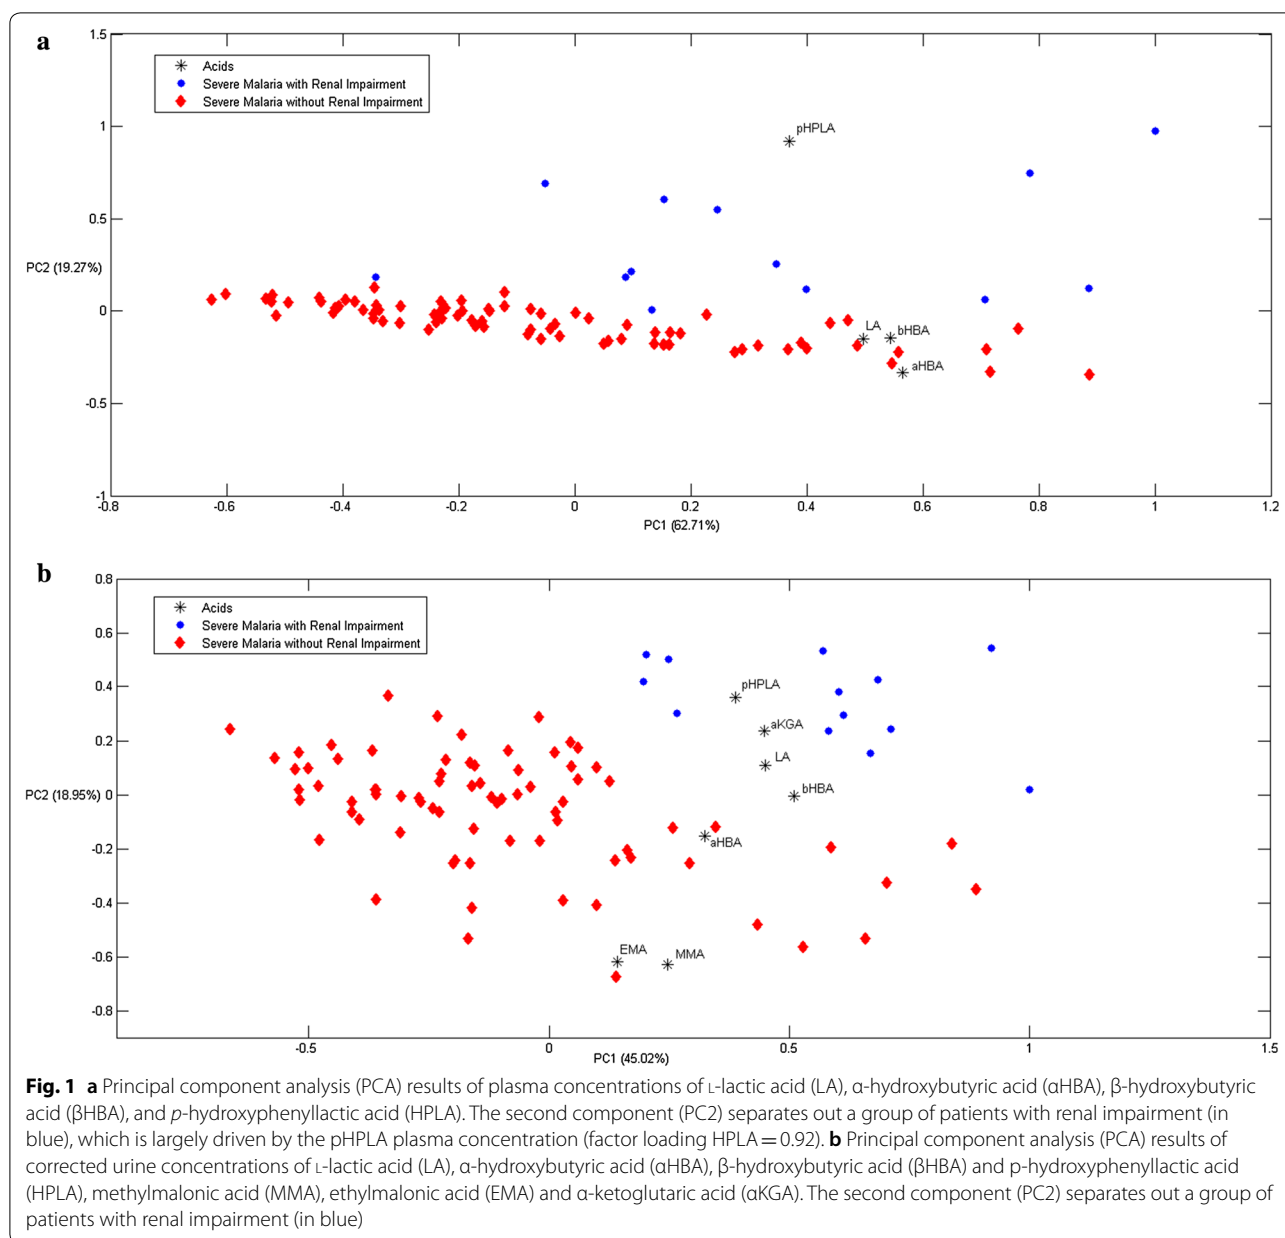 a
1.5
1
0.5
0
-0.5
-1
PC2 (19.27%)
Acids
Severe Malaria with Renal Impairment
Severe Malaria without Renal Impairment
pHPLA
LA
bHBA
aHBA
-0.8 -0.6 -0.4 -0.2 0 0.2 0.4 0.6 0.8 1 1.2
PC1 (62.71%)
b
0.8
0.6
0.4
0.2
0
-0.2
-0.4
-0.6
-0.8
PC2 (18.95%)
Acids
Severe Malaria with Renal Impairment
Severe Malaria without Renal Impairment
pHPLA
aKGA
LA
bHBA
aHBA
EMA
MMA
-0.5 0 0.5 1 1.5
PC1 (45.02%)
Fig. 1 a Principal component analysis (PCA) results of plasma concentrations of L-lactic acid (LA), α-hydroxybutyric acid (αHBA), β-hydroxybutyric
acid (βHBA), and p-hydroxyphenyllactic acid (HPLA). The second component (PC2) separates out a group of patients with renal impairment (in
blue), which is largely driven by the pHPLA plasma concentration (factor loading HPLA = 0.92). b Principal component analysis (PCA) results of
corrected urine concentrations of L-lactic acid (LA), α-hydroxybutyric acid (αHBA), β-hydroxybutyric acid (βHBA) and p-hydroxyphenyllactic acid
(HPLA), methylmalonic acid (MMA), ethylmalonic acid (EMA) and α-ketoglutaric acid (αKGA). The second component (PC2) separates out a group of
patients with renal impairment (in blue)